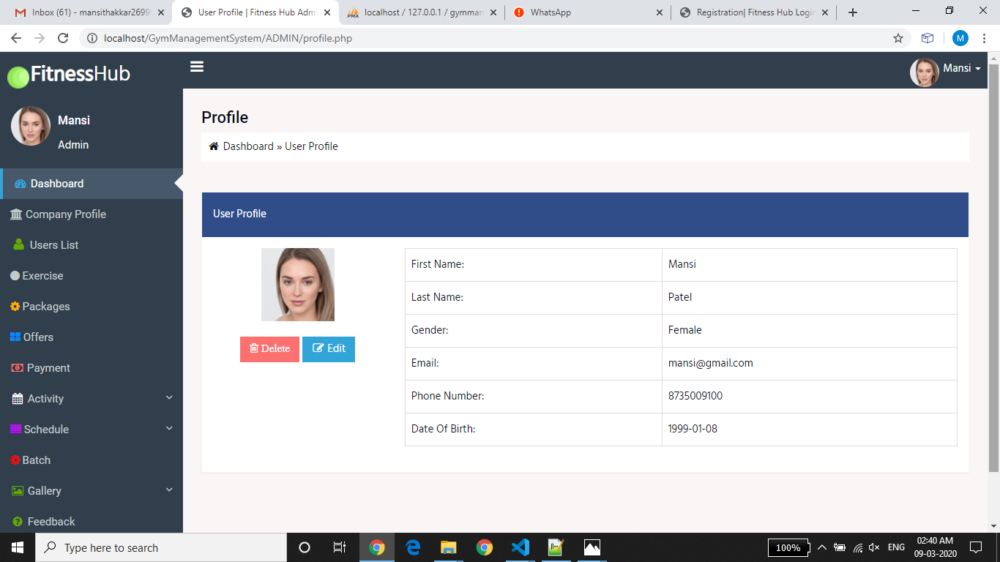 Inbox (61) - mansithakkar2699
User Profile | Fitness Hub Adm
localhost / 127.0.0.1 / gymman
WhatsApp
Registration| Fitness Hub Login
localhost/GymManagementSystem/ADMIN/profile.php
M
FitnessHub
Mansi
Mansi
Admin
Profile
Dashboard » User Profile
Dashboard
Company Profile
Users List
Exercise
Packages
Offers
Payment
Activity
Schedule
Batch
Gallery
Feedback
User Profile
Delete Edit
First Name: Mansi
Last Name: Patel
Gender: Female
Email: mansi@gmail.com
Phone Number: 8735009100
Date Of Birth: 1999-01-08
Type here to search
100%
ENG
02:40 AM
09-03-2020